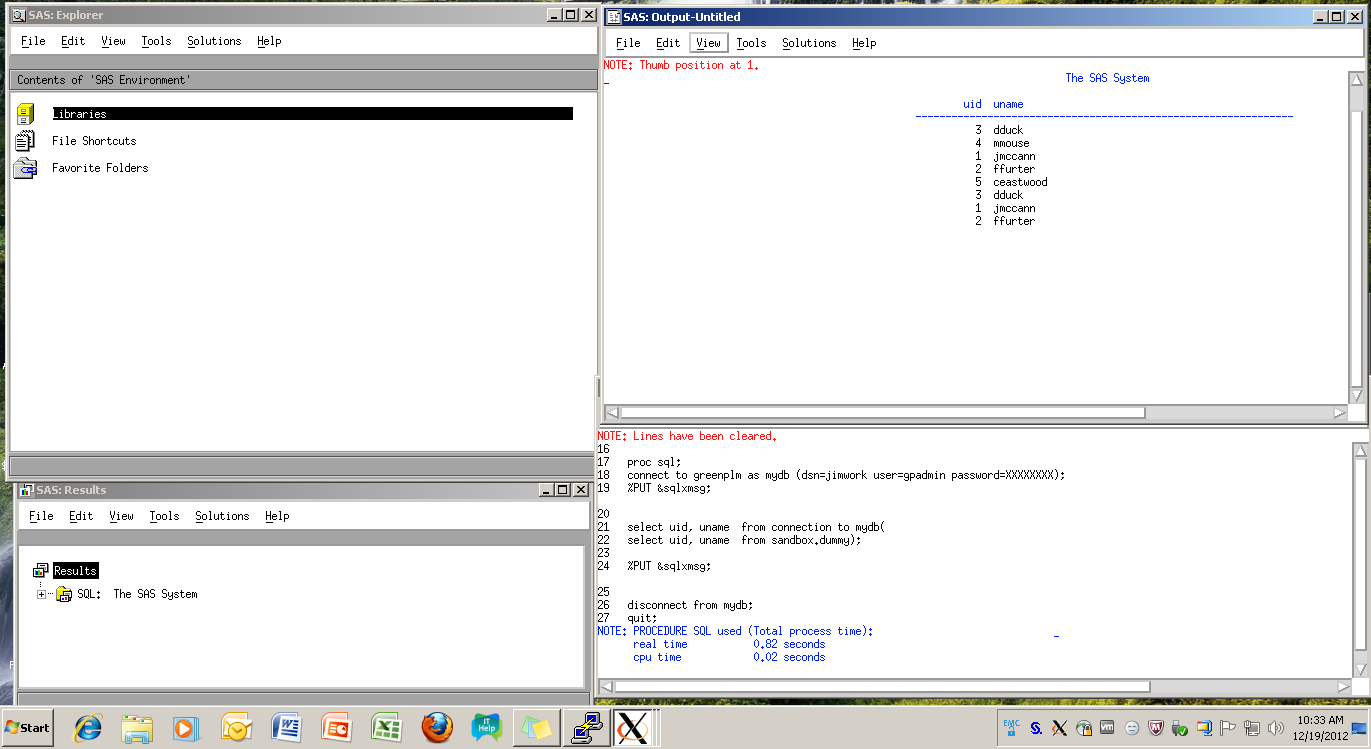 SAS: Explorer
File Edit View Tools Solutions Help
Contents of 'SAS Environment'
Libraries
File Shortcuts
Favorite Folders
SAS: Results
File Edit View Tools Solutions Help
Results
SQL: The SAS System
SAS: Output-Untitled
File Edit View Tools Solutions Help
NOTE: Thumb position at 1.
The SAS System
uid uname
3 dduck
4 mmouse
1 jmccann
2 ffurter
5 ceastwood
3 dduck
1 jmccann
2 ffurter
NOTE: Lines have been cleared.
16
17 proc sql;
18 connect to greenplm as mydb (dsn=jimwork user=gpadmin password=XXXXXXXX);
19 %PUT &sqlxmsg;
20
21 select uid, uname from connection to mydb(
22 select uid, uname from sandbox.dummy);
23
24 %PUT &sqlxmsg;
25
26 disconnect from mydb;
27 quit;
NOTE: PROCEDURE SQL used (Total process time):
real time 0.82 seconds
cpu time 0.02 seconds
Start
IT
Help
EMC
10:33 AM
12/19/2012